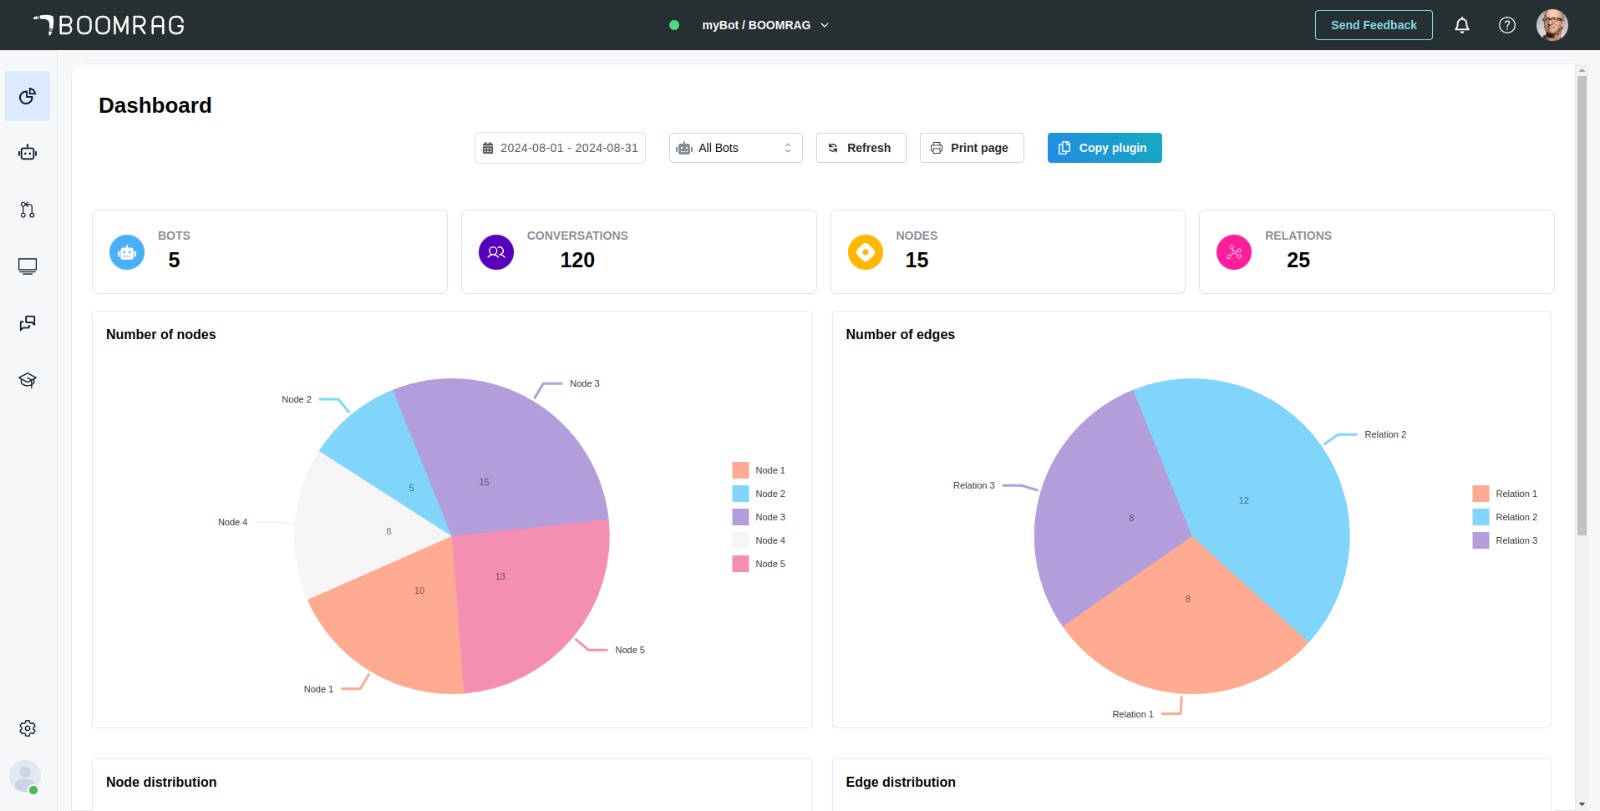 BOOMRAG
myBot / BOOMRAG
Send Feedback
Dashboard
2024-08-01 - 2024-08-31
All Bots
Refresh
Print page
Copy plugin
BOTS
5
CONVERSATIONS
120
NODES
15
RELATIONS
25
Number of nodes
Node 3
Node 2
15
5
Node 4
8
13
10
Node 5
Node 1
Node 1
Node 2
Node 3
Node 4
Node 5
Number of edges
Relation 2
Relation 3
12
8
8
Relation 1
Relation 1
Relation 2
Relation 3
Node distribution
Edge distribution